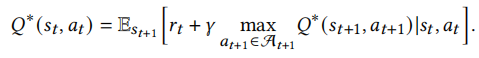 Q*(s_t, a_t) = 𝔼_{s_{t+1}} [ r_t + γ max_{a_{t+1} ∈ 𝒜_{t+1}} Q*(s_{t+1}, a_{t+1}) | s_t, a_t ].